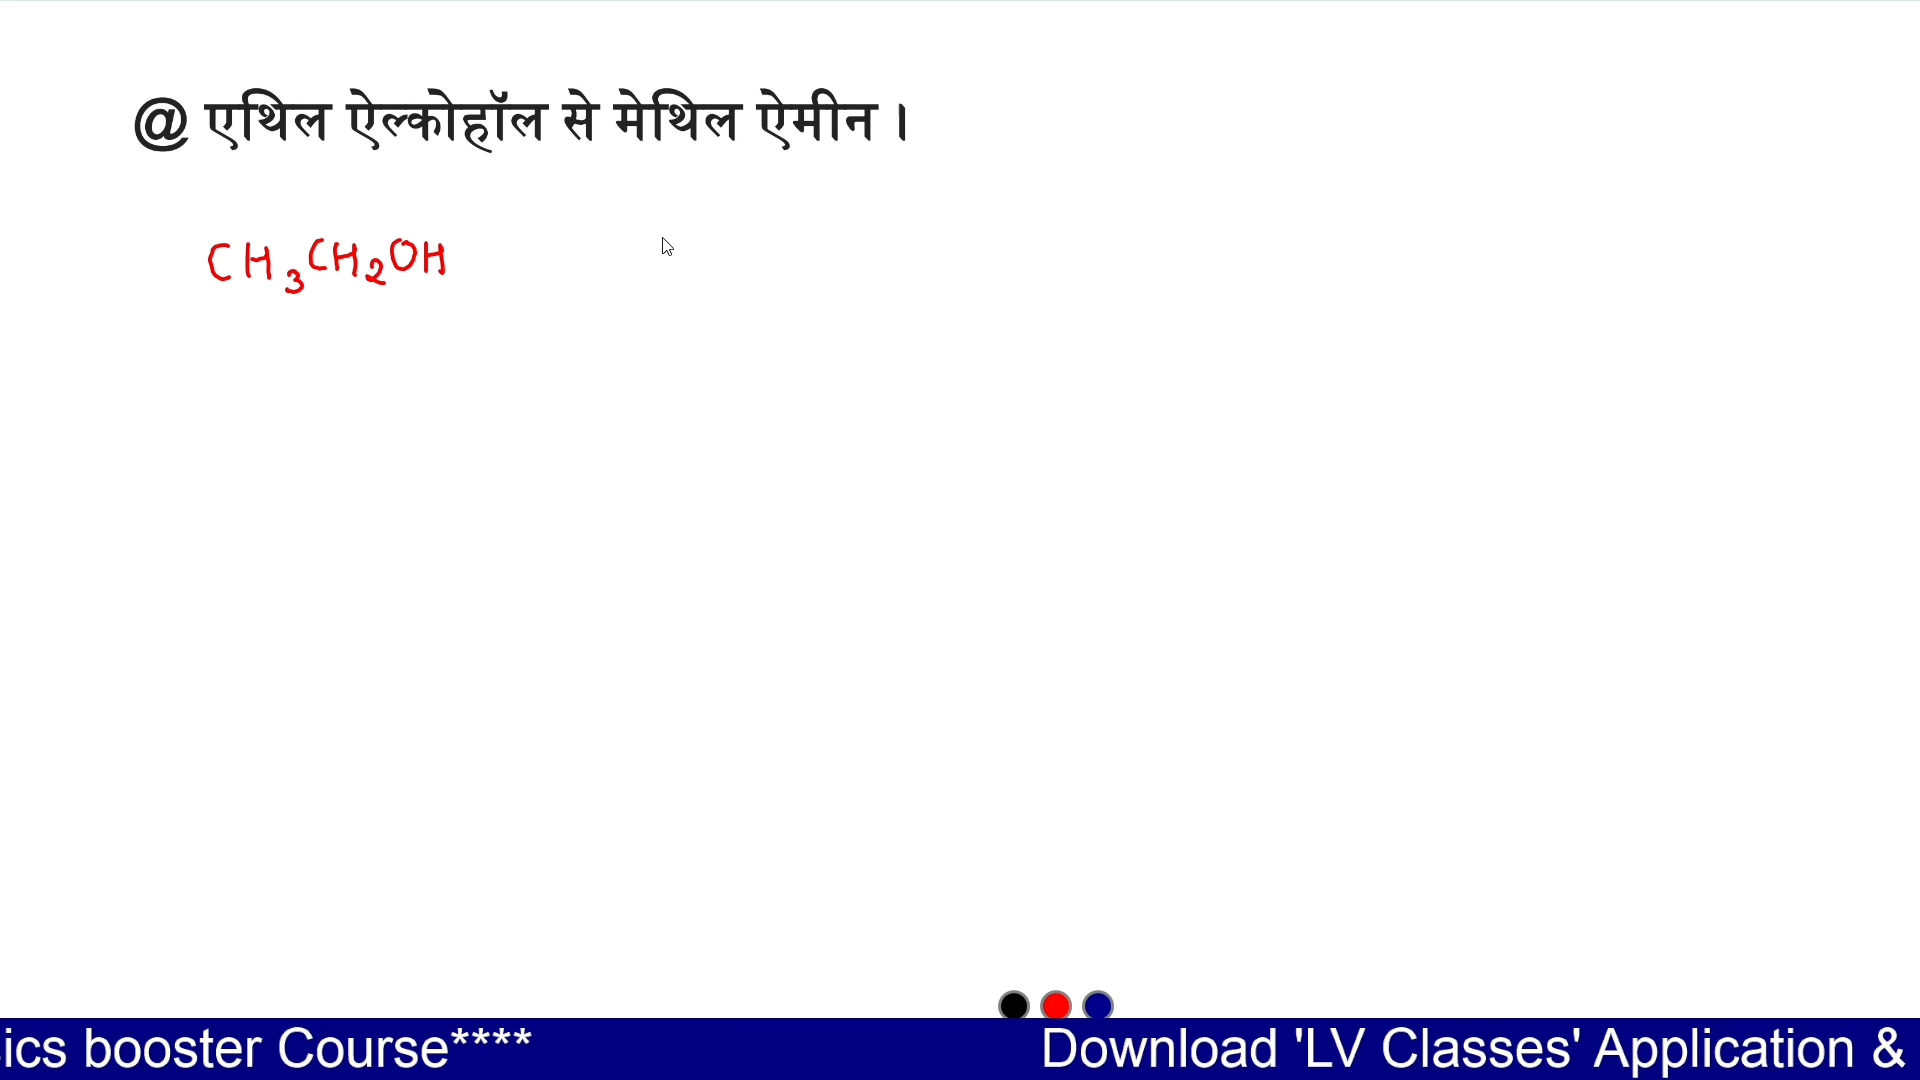 @ एथिल ऐल्कोहॉल से मेथिल ऐमीन ।
CH₃CH₂OH
ics booster Course**** Download 'LV Classes' Application &